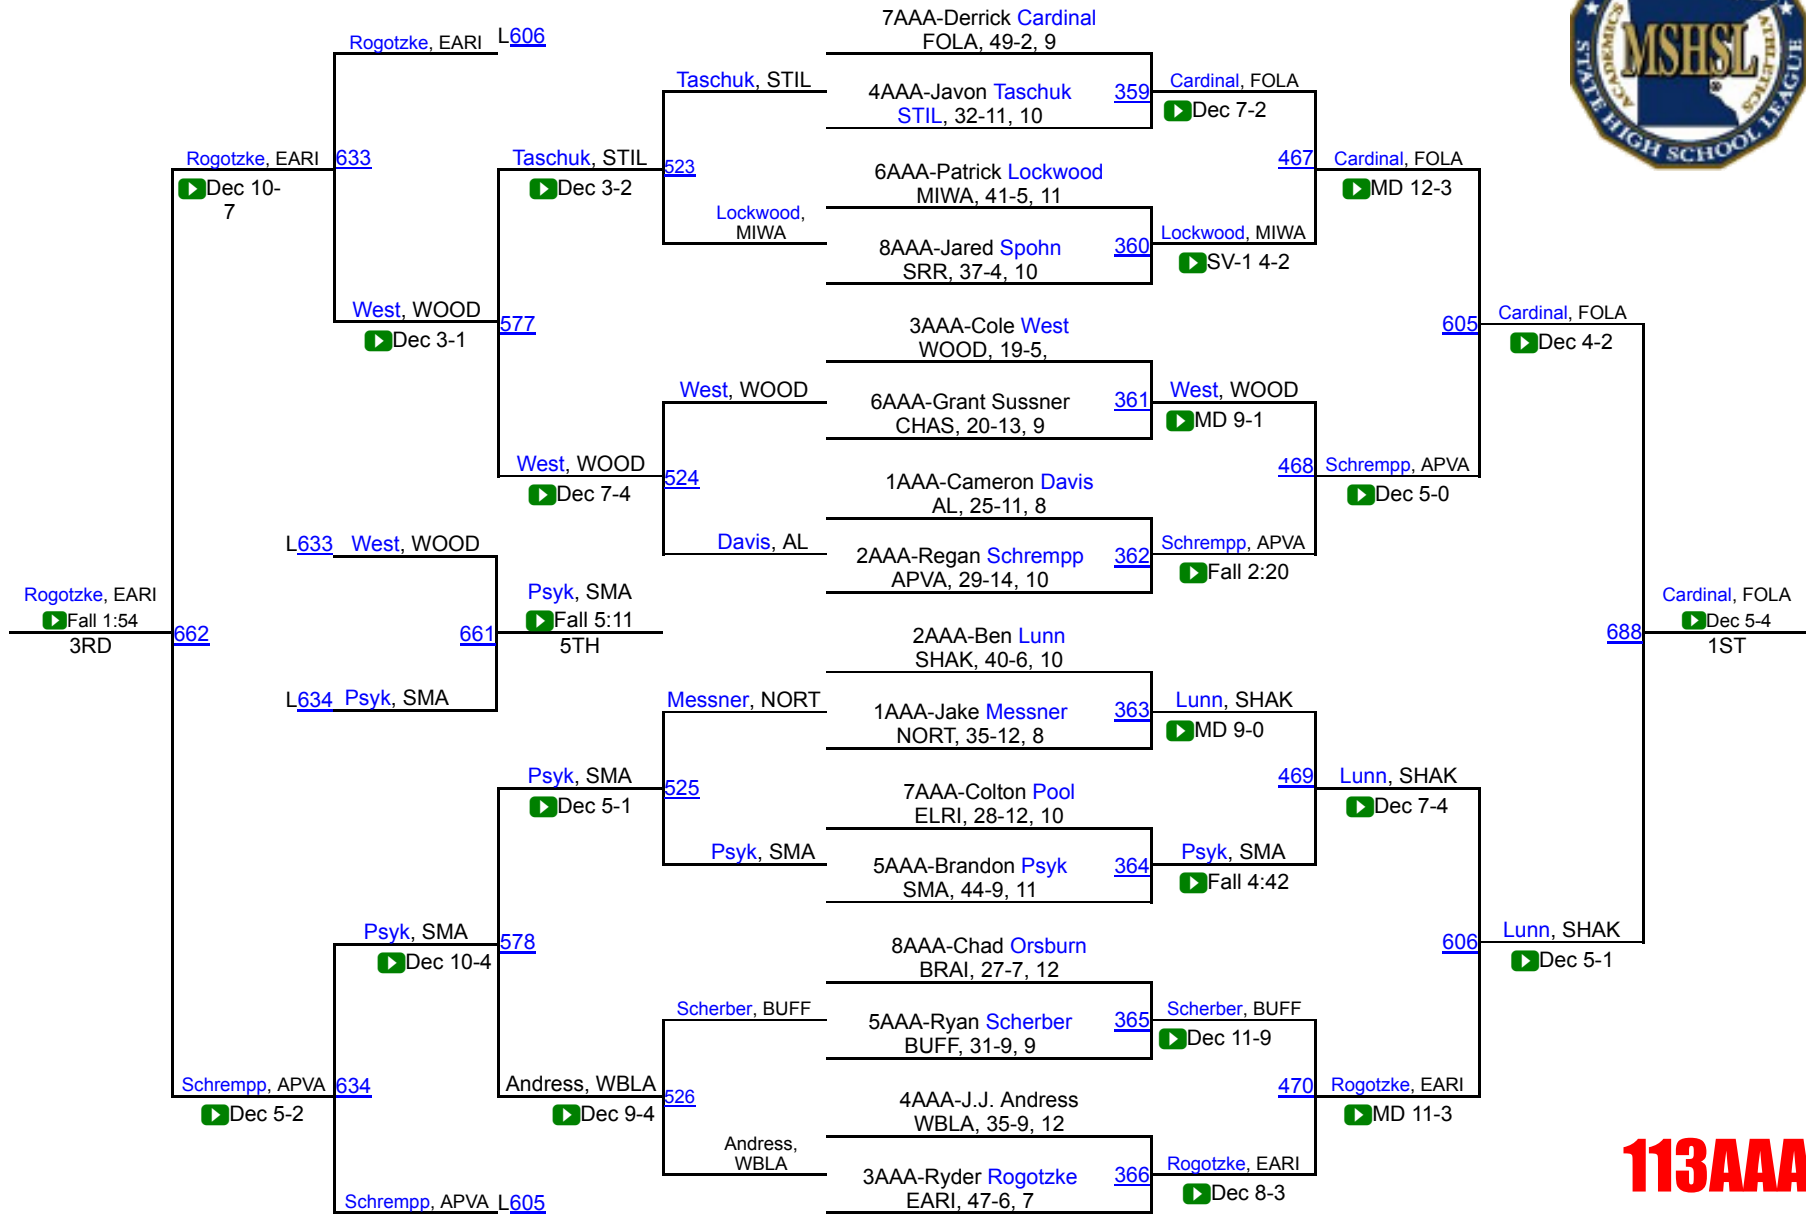 7AAA-Derrick Cardinal
FOLA, 49-2, 9
4AAA-Javon Taschuk
STIL, 32-11, 10
6AAA-Patrick Lockwood
MIWA, 41-5, 11
8AAA-Jared Spohn
SRR, 37-4, 10
3AAA-Cole West
WOOD, 19-5,
6AAA-Grant Sussner
CHAS, 20-13, 9
1AAA-Cameron Davis
AL, 25-11, 8
2AAA-Regan Schrempp
APVA, 29-14, 10
2AAA-Ben Lunn
SHAK, 40-6, 10
1AAA-Jake Messner
NORT, 35-12, 8
7AAA-Colton Pool
ELRI, 28-12, 10
5AAA-Brandon Psyk
SMA, 44-9, 11
8AAA-Chad Orsburn
BRAI, 27-7, 12
5AAA-Ryan Scherber
BUFF, 31-9, 9
4AAA-J.J. Andress
WBLA, 35-9, 12
3AAA-Ryder Rogotzke
EARI, 47-6, 7
359
Cardinal, FOLA
Dec 7-2
360
Lockwood, MIWA
SV-1 4-2
361
West, WOOD
MD 9-1
362
Schrempp, APVA
Fall 2:20
363
Lunn, SHAK
MD 9-0
364
Psyk, SMA
Fall 4:42
365
Scherber, BUFF
Dec 11-9
366
Rogotzke, EARI
Dec 8-3
467
Cardinal, FOLA
MD 12-3
468
Schrempp, APVA
Dec 5-0
469
Lunn, SHAK
Dec 7-4
470
Rogotzke, EARI
MD 11-3
605
Cardinal, FOLA
Dec 4-2
606
Lunn, SHAK
Dec 5-1
688
Cardinal, FOLA
Dec 5-4
1ST
Taschuk, STIL
Lockwood,
MIWA
523
Taschuk, STIL
Dec 3-2
West, WOOD
Davis, AL
524
West, WOOD
Dec 7-4
Messner, NORT
Psyk, SMA
525
Psyk, SMA
Dec 5-1
Scherber, BUFF
Andress,
WBLA
526
Andress, WBLA
Dec 9-4
577
West, WOOD
Dec 3-1
578
Psyk, SMA
Dec 10-4
Rogotzke, EARI L606
633
Rogotzke, EARI
Dec 10-
7
Schrempp, APVA L605
634
Schrempp, APVA
Dec 5-2
L633 West, WOOD
L634 Psyk, SMA
661
Psyk, SMA
Fall 5:11
5TH
662
Rogotzke, EARI
Fall 1:54
3RD
ACADEMICS
MSHSL
ATHLETICS
STATE HIGH SCHOOL LEAGUE
113AAA